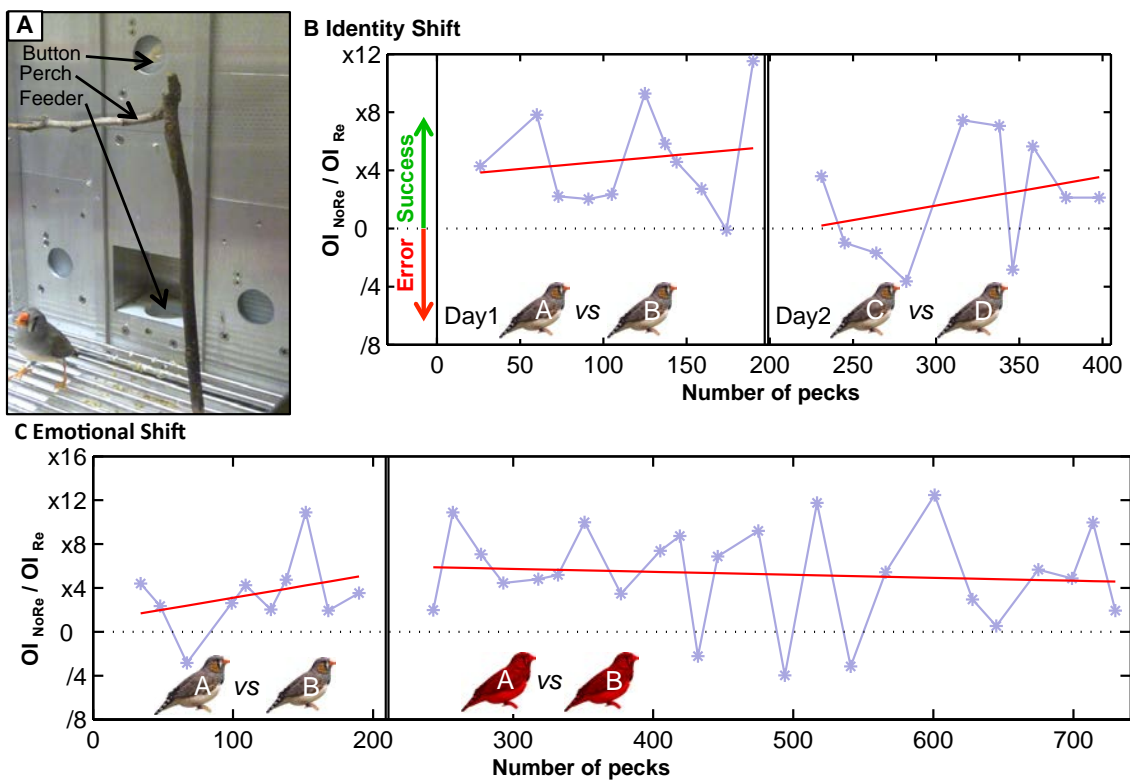 A
Button
Perch
Feeder
B Identity Shift
OI NoRe / OI Re
x12
x8
x4
0
/4
/8
Success
Error
Day1
A vs B
Day2
C vs D
0 50 100 150 200 250 300 350 400
Number of pecks
C Emotional Shift
OI NoRe / OI Re
x16
x12
x8
x4
0
/4
/8
A vs B
A vs B
0 100 200 300 400 500 600 700
Number of pecks